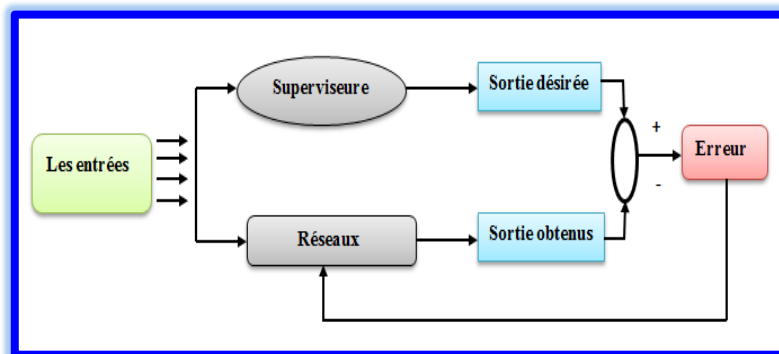 Superviseure
Sortie désirée
Les entrées
+
Erreur
-
Réseaux
Sortie obtenus